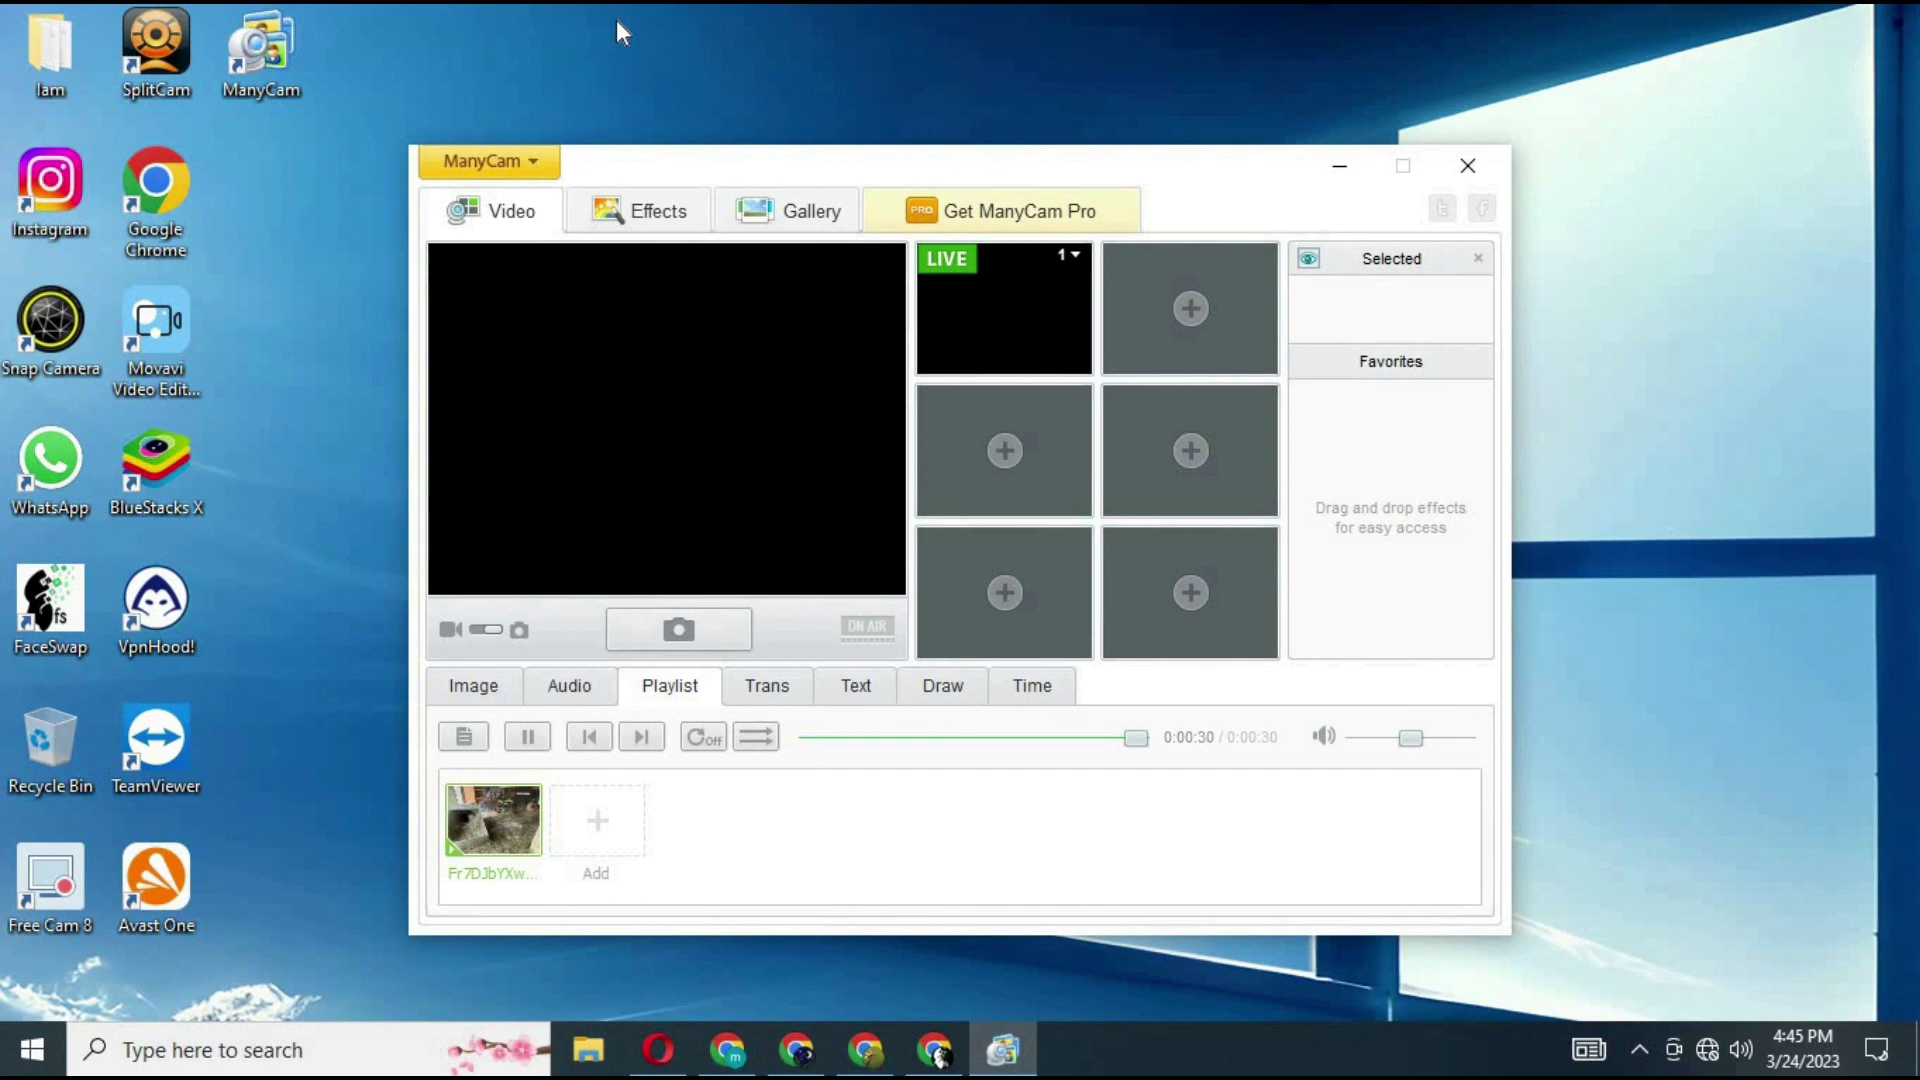 Iam
SplitCam
ManyCam
Instagram
Google
Chrome
Snap Camera
Movavi
Video Edit...
WhatsApp
BlueStacks X
fs
FaceSwap
VpnHood!
Recycle Bin
TeamViewer
Free Cam 8
Avast One
ManyCam
Video
Effects
Gallery
PRO
Get ManyCam Pro
LIVE
1
Selected
Favorites
Drag and drop effects
for easy access
ON AIR
Image
Audio
Playlist
Trans
Text
Draw
Time
Off
0:00:30 / 0:00:30
Fr7DJbYXw...
Add
Type here to search
m
4:45 PM
3/24/2023